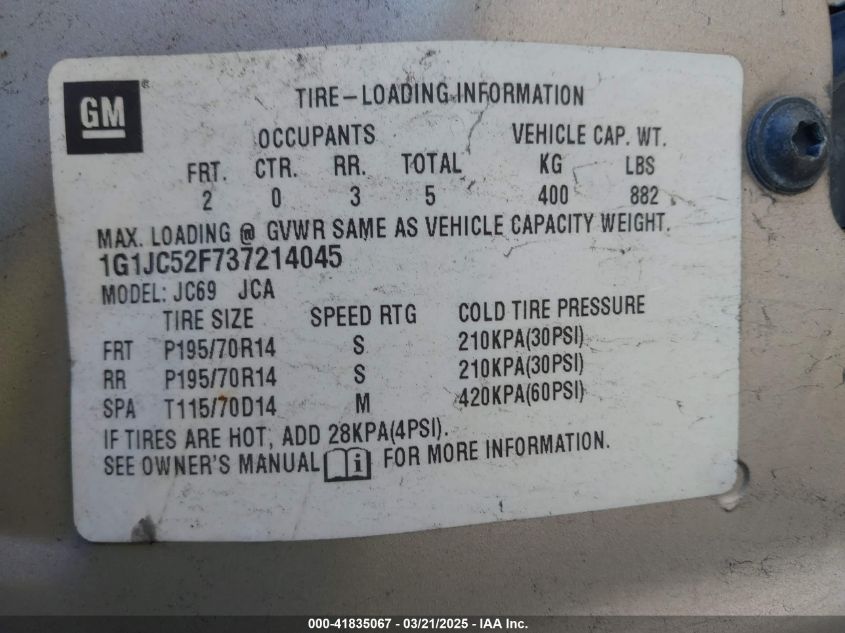 GM
TIRE-LOADING INFORMATION
OCCUPANTS VEHICLE CAP. WT.
FRT. CTR. RR. TOTAL KG LBS
2 0 3 5 400 882
MAX. LOADING @ GVWR SAME AS VEHICLE CAPACITY WEIGHT.
1G1JC52F737214045
MODEL: JC69 JCA
TIRE SIZE SPEED RTG COLD TIRE PRESSURE
FRT P195/70R14 S 210KPA(30PSI)
RR P195/70R14 S 210KPA(30PSI)
SPA T115/70D14 M 420KPA(60PSI)
IF TIRES ARE HOT, ADD 28KPA(4PSI).
SEE OWNER'S MANUAL i FOR MORE INFORMATION.
000-41835067 - 03/21/2025 - IAA Inc.